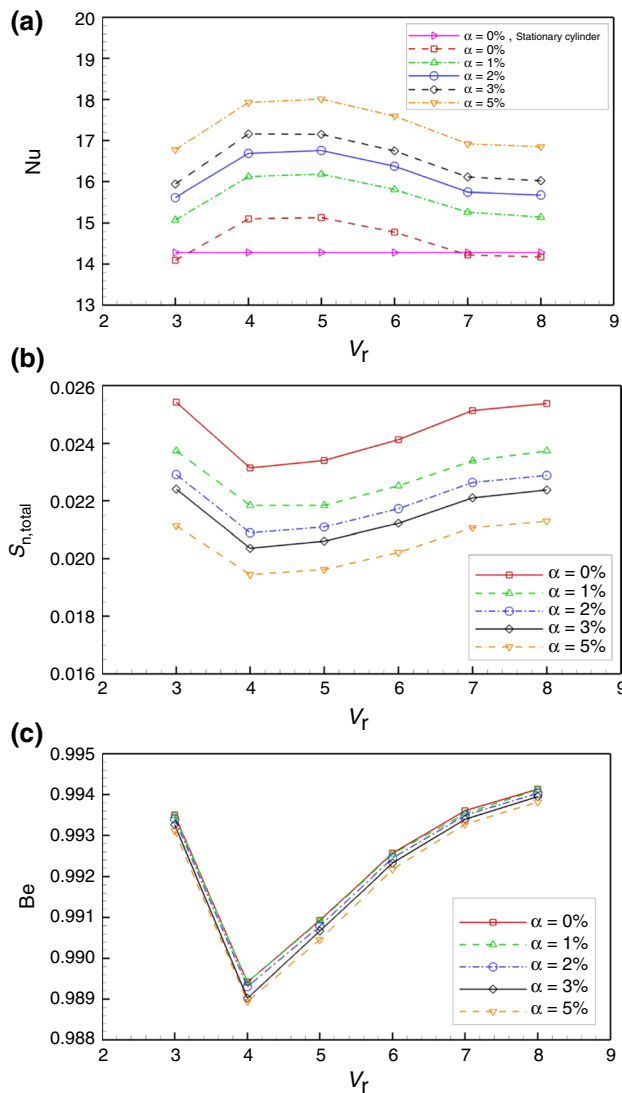 (a)
20
19
18
17
16
15
14
13
Nu
α = 0% , Stationary cylinder
α = 0%
α = 1%
α = 2%
α = 3%
α = 5%
2 3 4 5 6 7 8 9
Vr
(b)
0.026
0.024
0.022
0.020
0.018
0.016
Sn,total
α = 0%
α = 1%
α = 2%
α = 3%
α = 5%
2 3 4 5 6 7 8 9
Vr
(c)
0.995
0.994
0.993
0.992
0.991
0.990
0.989
0.988
Be
α = 0%
α = 1%
α = 2%
α = 3%
α = 5%
2 3 4 5 6 7 8 9
Vr